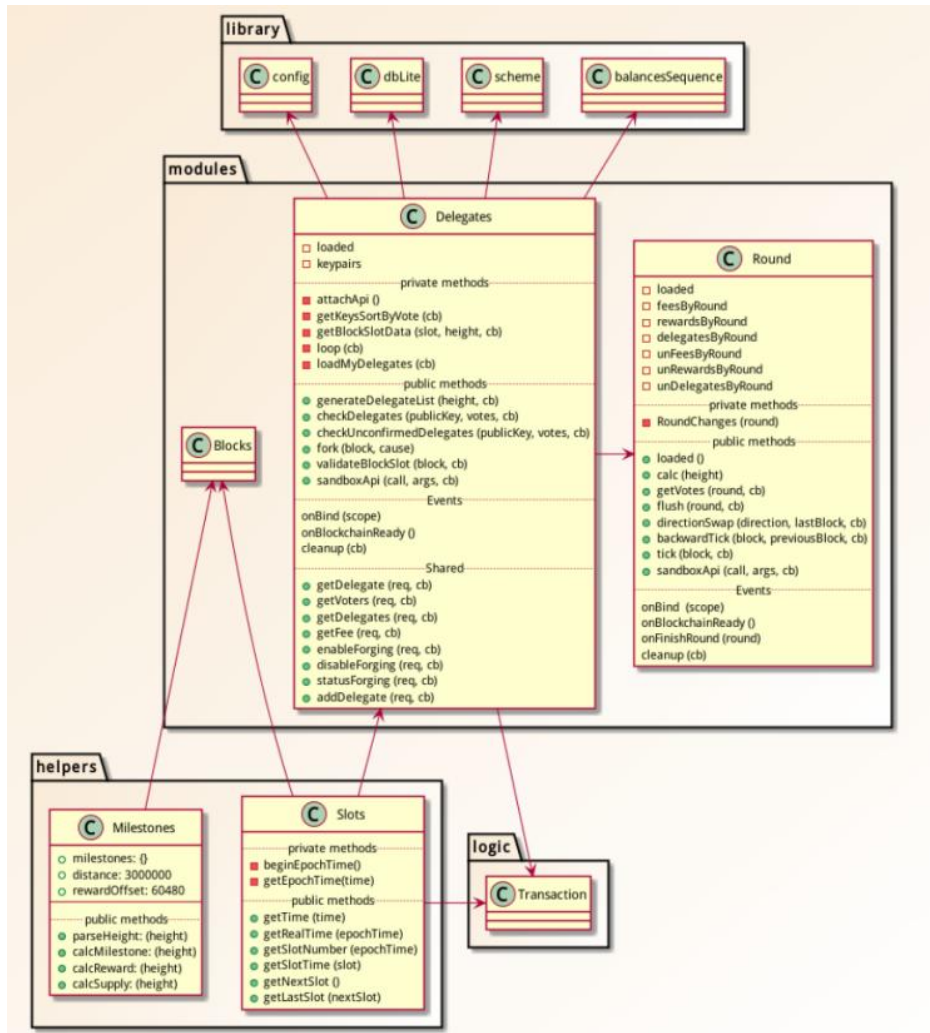 library
C config
C dbLite
C scheme
C balancesSequence
modules
C Delegates
loaded
keypairs
private methods
attachApi ()
getKeysSortByVote (cb)
getBlockSlotData (slot, height, cb)
loop (cb)
loadMyDelegates (cb)
public methods
generateDelegateList (height, cb)
checkDelegates (publicKey, votes, cb)
checkUnconfirmedDelegates (publicKey, votes, cb)
fork (block, cause)
validateBlockSlot (block, cb)
sandboxApi (call, args, cb)
Events
onBind (scope)
onBlockchainReady ()
cleanup (cb)
Shared
getDelegate (req, cb)
getVoters (req, cb)
getDelegates (req, cb)
getFee (req, cb)
enableForging (req, cb)
disableForging (req, cb)
statusForging (req, cb)
addDelegate (req, cb)
C Round
loaded
feesByRound
rewardsByRound
delegatesByRound
unFeesByRound
unRewardsByRound
unDelegatesByRound
private methods
RoundChanges (round)
public methods
loaded ()
calc (height)
getVotes (round, cb)
flush (round, cb)
directionSwap (direction, lastBlock, cb)
backwardTick (block, previousBlock, cb)
tick (block, cb)
sandboxApi (call, args, cb)
Events
onBind (scope)
onBlockchainReady ()
onFinishRound (round)
cleanup (cb)
C Blocks
helpers
C Milestones
milestones: {}
distance: 3000000
rewardOffset: 60480
public methods
parseHeight: (height)
calcMilestone: (height)
calcReward: (height)
calcSupply: (height)
C Slots
private methods
beginEpochTime()
getEpochTime(time)
public methods
getTime (time)
getRealTime (epochTime)
getSlotNumber (epochTime)
getSlotTime (slot)
getNextSlot ()
getLastSlot (nextSlot)
logic
C Transaction